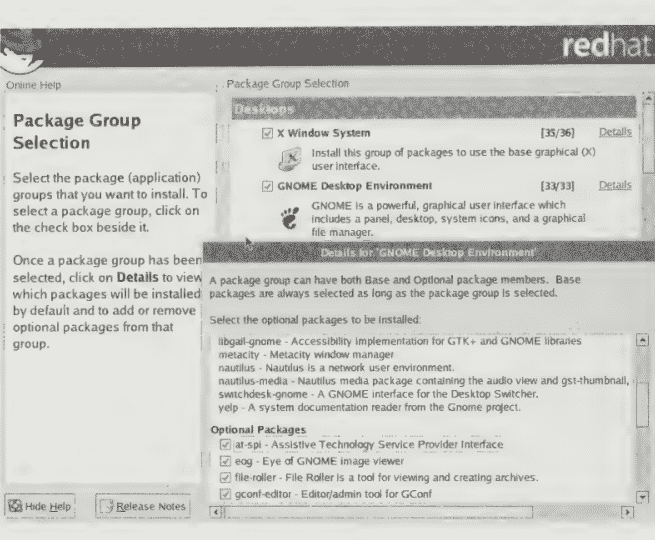 redhat
Online Help
Package Group
Selection
Select the package (application)
groups that you want to install. To
select a package group, click on
the check box beside it.
Once a package group has been
selected, click on Details to view
which packages will be installed
by default and to add or remove
optional packages from that
group.
Hide Help
Release Notes
Package Group Selection
Desktops
X Window System [35/36] Details
Install this group of packages to use the base graphical (X)
user interface.
GNOME Desktop Environment [33/33] Details
GNOME is a powerful, graphical user interface which
includes a panel, desktop, system icons, and a graphical
file manager.
Details for 'GNOME Desktop Environment'
A package group can have both Base and Optional package members. Base
packages are always selected as long as the package group is selected.
Select the optional packages to be installed:
libgail-gnome - Accessibility implementation for GTK+ and GNOME libraries
metacity - Metacity window manager
nautilus - Nautilus is a network user environment.
nautilus-media - Nautilus media package containing the audio view and gst-thumbnail,
switchdesk-gnome - A GNOME interface for the Desktop Switcher.
yelp - A system documentation reader from the Gnome project.
Optional Packages
at-spi - Assistive Technology Service Provider Interface
eog - Eye of GNOME image viewer
file-roller - File Roller is a tool for viewing and creating archives.
gconf-editor - Editor/admin tool for GConf